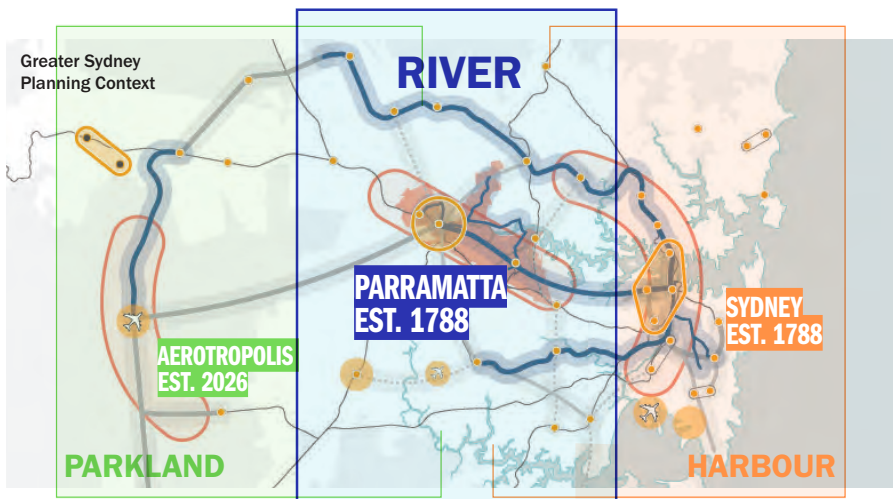 Greater Sydney
Planning Context
RIVER
PARRAMATTA
EST. 1788
SYDNEY
EST. 1788
AEROTROPOLIS
EST. 2026
PARKLAND
HARBOUR